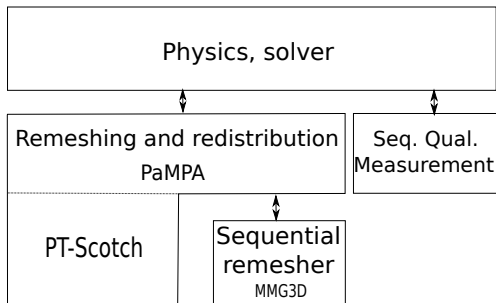 Physics, solver
Remeshing and redistribution
PaMPA
Seq. Qual.
Measurement
PT-Scotch
Sequential
remesher
MMG3D